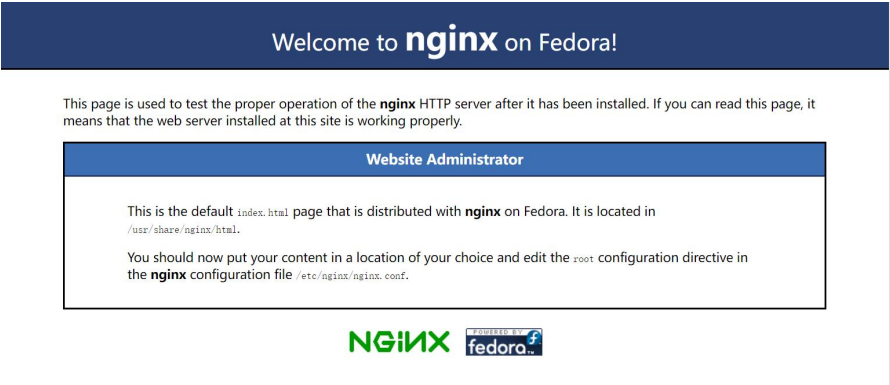 Welcome to nginx on Fedora!
This page is used to test the proper operation of the nginx HTTP server after it has been installed. If you can read this page, it
means that the web server installed at this site is working properly.
Website Administrator
This is the default index.html page that is distributed with nginx on Fedora. It is located in
/usr/share/nginx/html.
You should now put your content in a location of your choice and edit the root configuration directive in
the nginx configuration file /etc/nginx/nginx.conf.
NGINX
POWERED BY
fedora™